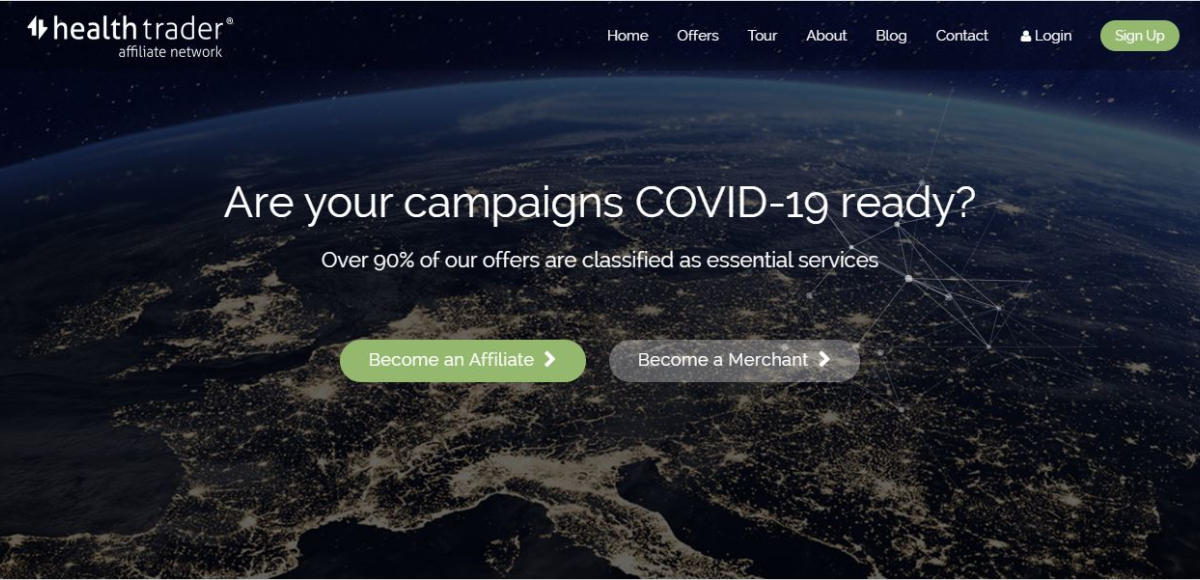 health trader®
affiliate network
Home Offers Tour About Blog Contact Login Sign Up
Are your campaigns COVID-19 ready?
Over 90% of our offers are classified as essential services
Become an Affiliate
Become a Merchant